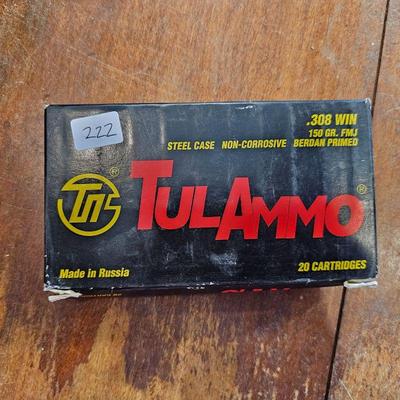 222
.308 WIN
150 GR. FMJ
STEEL CASE NON-CORROSIVE BERDAN PRIMED
TULAMMO®
Made in Russia
20 CARTRIDGES